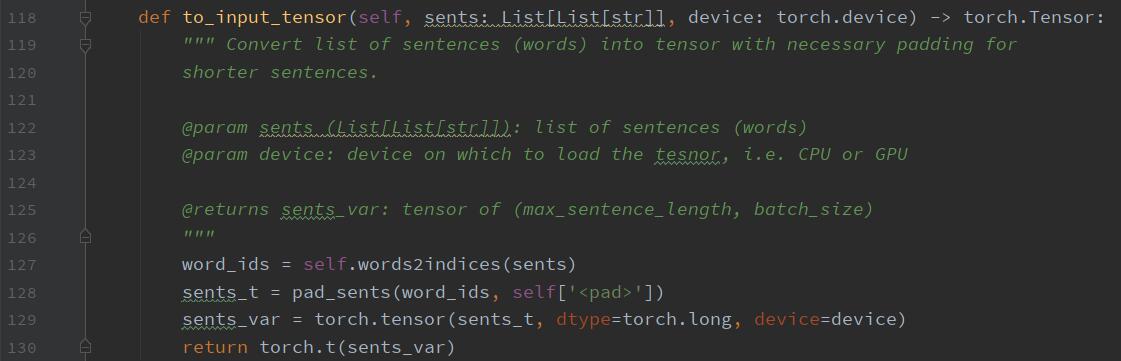 118 def to_input_tensor(self, sents: List[List[str]], device: torch.device) -> torch.Tensor:
119 """ Convert list of sentences (words) into tensor with necessary padding for
120 shorter sentences.
121
122 @param sents (List[List[str]]): list of sentences (words)
123 @param device: device on which to load the tesnor, i.e. CPU or GPU
124
125 @returns sents_var: tensor of (max_sentence_length, batch_size)
126 """
127 word_ids = self.words2indices(sents)
128 sents_t = pad_sents(word_ids, self['<pad>'])
129 sents_var = torch.tensor(sents_t, dtype=torch.long, device=device)
130 return torch.t(sents_var)